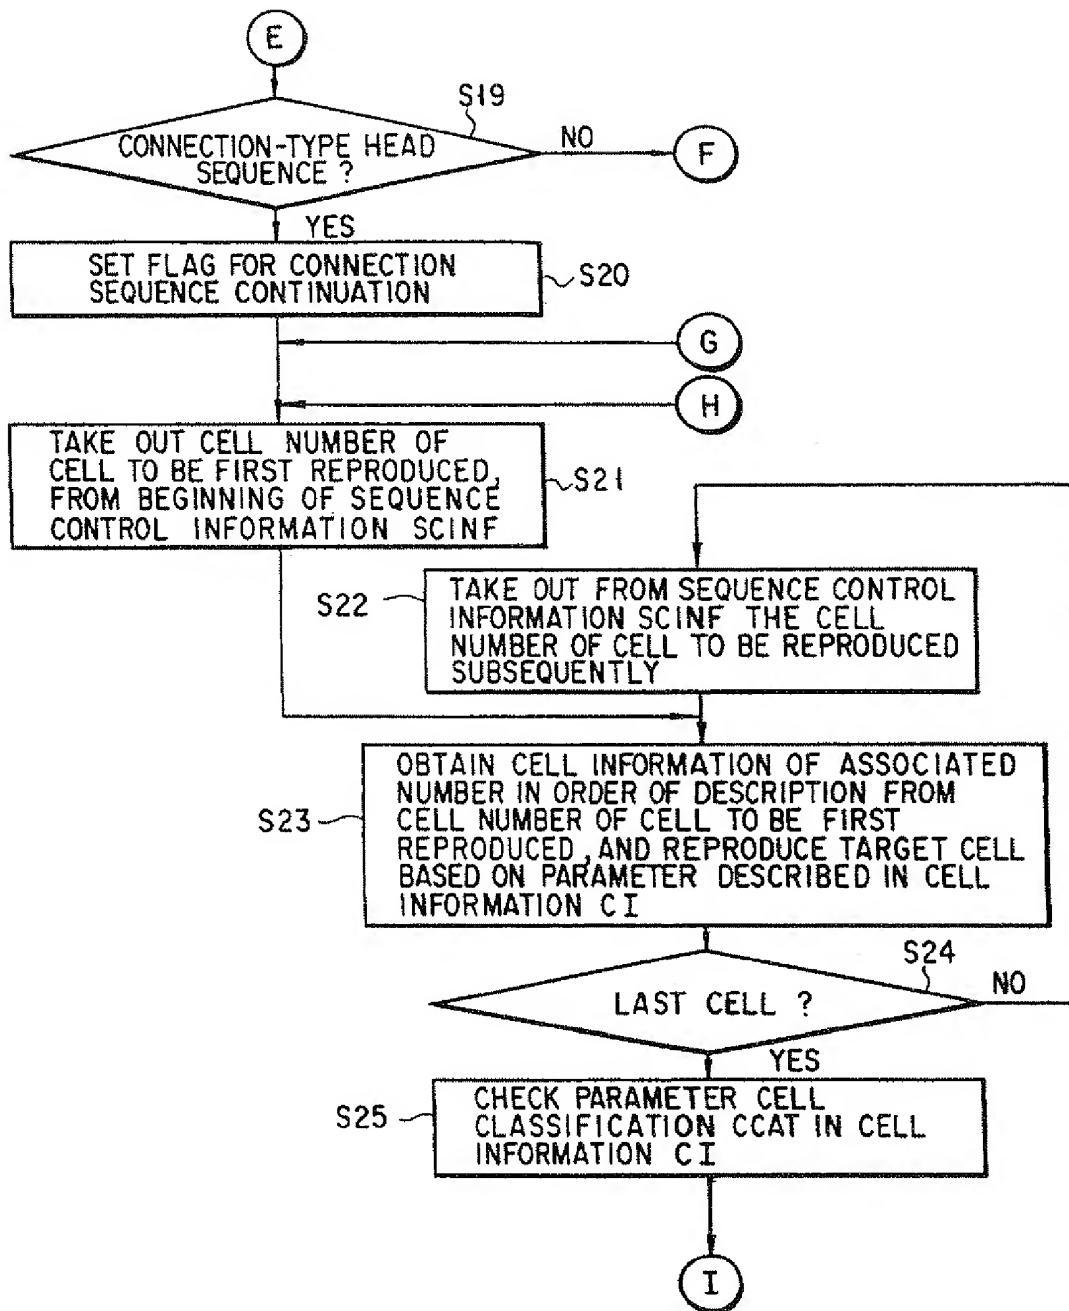 E
S19
CONNECTION-TYPE HEAD
SEQUENCE ?
NO
F
YES
SET FLAG FOR CONNECTION
SEQUENCE CONTINUATION
S20
G
H
TAKE OUT CELL NUMBER OF
CELL TO BE FIRST REPRODUCED,
FROM BEGINNING OF SEQUENCE
CONTROL INFORMATION SCINF
S21
S22
TAKE OUT FROM SEQUENCE CONTROL
INFORMATION SCINF THE CELL
NUMBER OF CELL TO BE REPRODUCED
SUBSEQUENTLY
S23
OBTAIN CELL INFORMATION OF ASSOCIATED
NUMBER IN ORDER OF DESCRIPTION FROM
CELL NUMBER OF CELL TO BE FIRST
REPRODUCED, AND REPRODUCE TARGET CELL
BASED ON PARAMETER DESCRIBED IN CELL
INFORMATION CI
S24
LAST CELL ?
NO
YES
S25
CHECK PARAMETER CELL
CLASSIFICATION CCAT IN CELL
INFORMATION CI
I